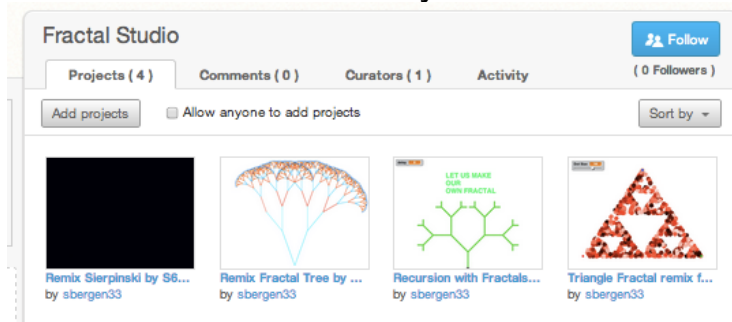 Fractal Studio
Follow
Projects ( 4 )
Comments ( 0 )
Curators ( 1 )
Activity
( 0 Followers )
Add projects
Allow anyone to add projects
Sort by
LET US MAKE
OUR
OWN FRACTAL
Remix Sierpinski by S6...
by sbergen33
Remix Fractal Tree by ...
by sbergen33
Recursion with Fractals...
by sbergen33
Triangle Fractal remix f...
by sbergen33